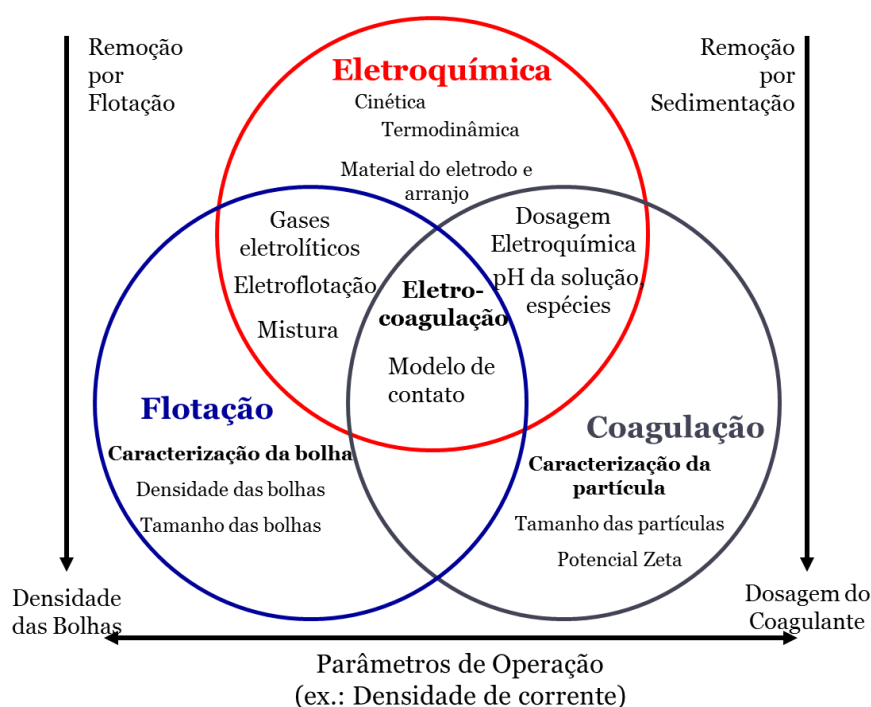 Remoção
por
Flotação
Remoção
por
Sedimentação
Eletroquímica
Cinética
Termodinâmica
Material do eletrodo e
arranjo
Gases
eletrolíticos
Eletroflotação
Mistura
Dosagem
Eletroquímica
pH da solução,
espécies
Eletro-
coagulação
Modelo de
contato
Flotação
Caracterização da bolha
Densidade das bolhas
Tamanho das bolhas
Coagulação
Caracterização da
partícula
Tamanho das partículas
Potencial Zeta
Densidade
das Bolhas
Dosagem do
Coagulante
Parâmetros de Operação
(ex.: Densidade de corrente)